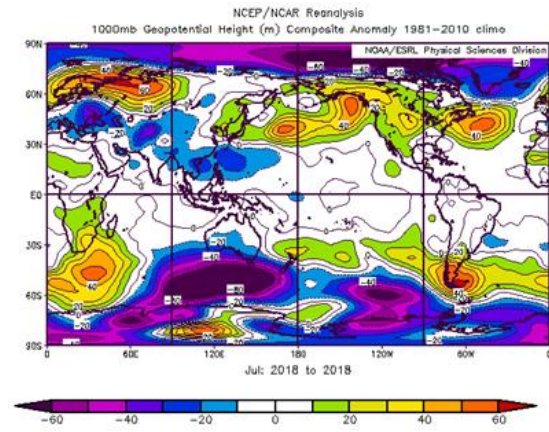 NCEP/NCAR Reanalysis
1000mb Geopotential Height (m) Composite Anomaly 1981-2010 climo
NOAA/ESRL Physical Sciences Division
90N
60N
30N
EQ
30S
60S
90S
0
60E
120E
180
120W
60W
0
Jul: 2018 to 2018
-60
-40
-20
0
20
40
60